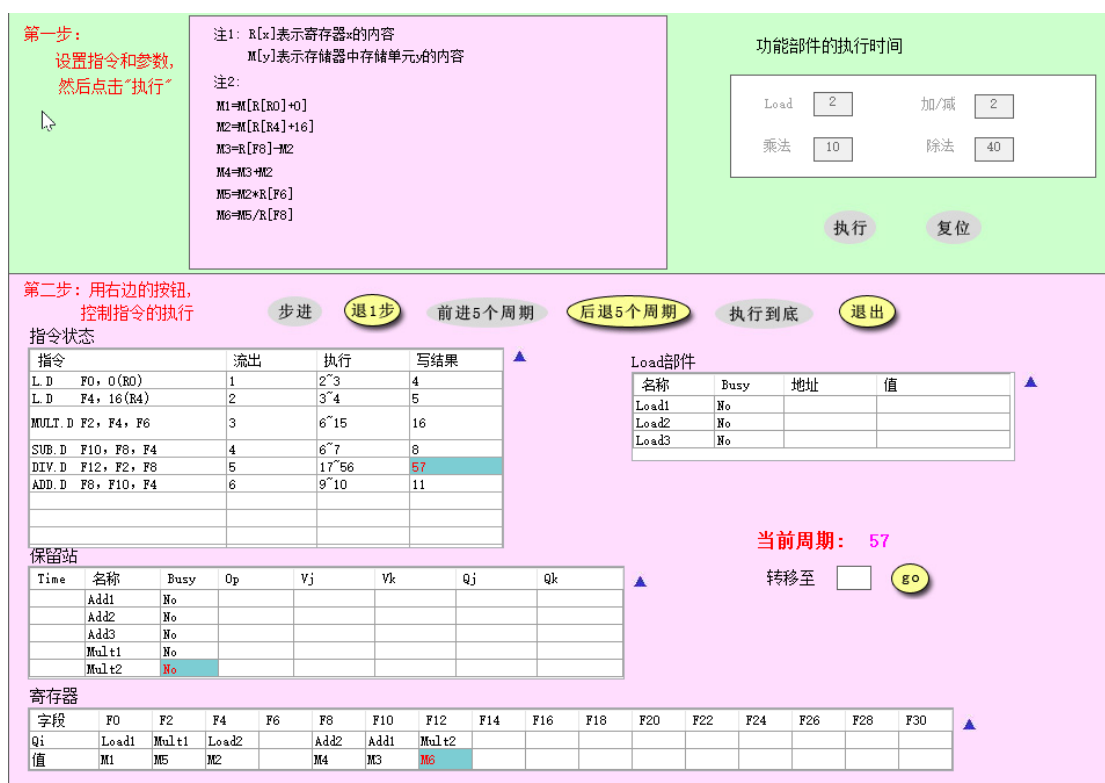 第一步:
设置指令和参数,
然后点击"执行"
注1: R[x]表示寄存器x的内容
M[y]表示存储器中存储单元y的内容
注2:
M1=M[R[R0]+0]
M2=M[R[R4]+16]
M3=R[F8]-M2
M4=M3+M2
M5=M2*R[F6]
M6=M5/R[F8]
功能部件的执行时间
Load 2 加/减 2
乘法 10 除法 40
执行 复位
第二步: 用右边的按钮,
控制指令的执行
步进 退1步 前进5个周期 后退5个周期 执行到底 退出
指令状态
指令 流出 执行 写结果
L.D F0, 0(R0) 1 2~3 4
L.D F4, 16(R4) 2 3~4 5
MULT.D F2, F4, F6 3 6~15 16
SUB.D F10, F8, F4 4 6~7 8
DIV.D F12, F2, F8 5 17~56 57
ADD.D F8, F10, F4 6 9~10 11
Load部件
名称 Busy 地址 值
Load1 No
Load2 No
Load3 No
当前周期: 57
转移至 go
保留站
Time 名称 Busy Op Vj Vk Qj Qk
Add1 No
Add2 No
Add3 No
Mult1 No
Mult2 No
寄存器
字段 F0 F2 F4 F6 F8 F10 F12 F14 F16 F18 F20 F22 F24 F26 F28 F30
Qi Load1 Mult1 Load2 Add2 Add1 Mult2
值 M1 M5 M2 M4 M3 M6